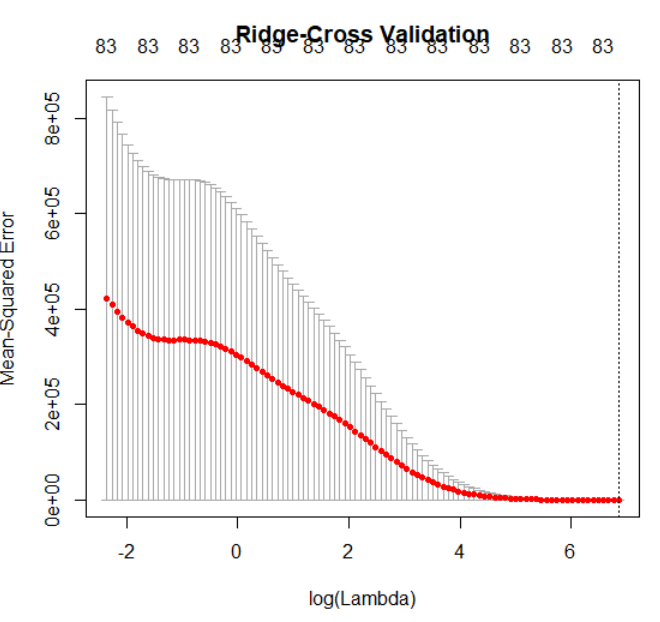 Ridge-Cross Validation
83 83 83 83 83 83 83 83 83 83 83 83 83
Mean-Squared Error
8e+05
6e+05
4e+05
2e+05
0e+00
-2 0 2 4 6
log(Lambda)